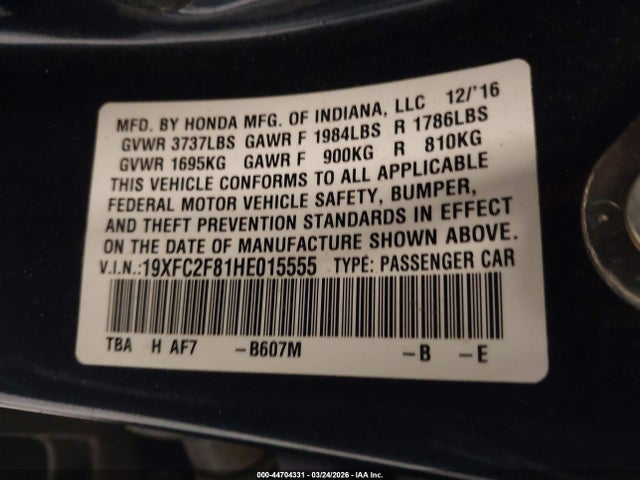 MFD. BY HONDA MFG. OF INDIANA, LLC 12/'16
GVWR 3737LBS GAWR F 1984LBS R 1786LBS
GVWR 1695KG GAWR F 900KG R 810KG
THIS VEHICLE CONFORMS TO ALL APPLICABLE
FEDERAL MOTOR VEHICLE SAFETY, BUMPER,
AND THEFT PREVENTION STANDARDS IN EFFECT
ON THE DATE OF MANUFACTURE SHOWN ABOVE.
V.I.N.:19XFC2F81HE015555 TYPE: PASSENGER CAR
TBA H AF7 -B607M -B -E
000-44704331 - 03/24/2026 - IAA Inc.